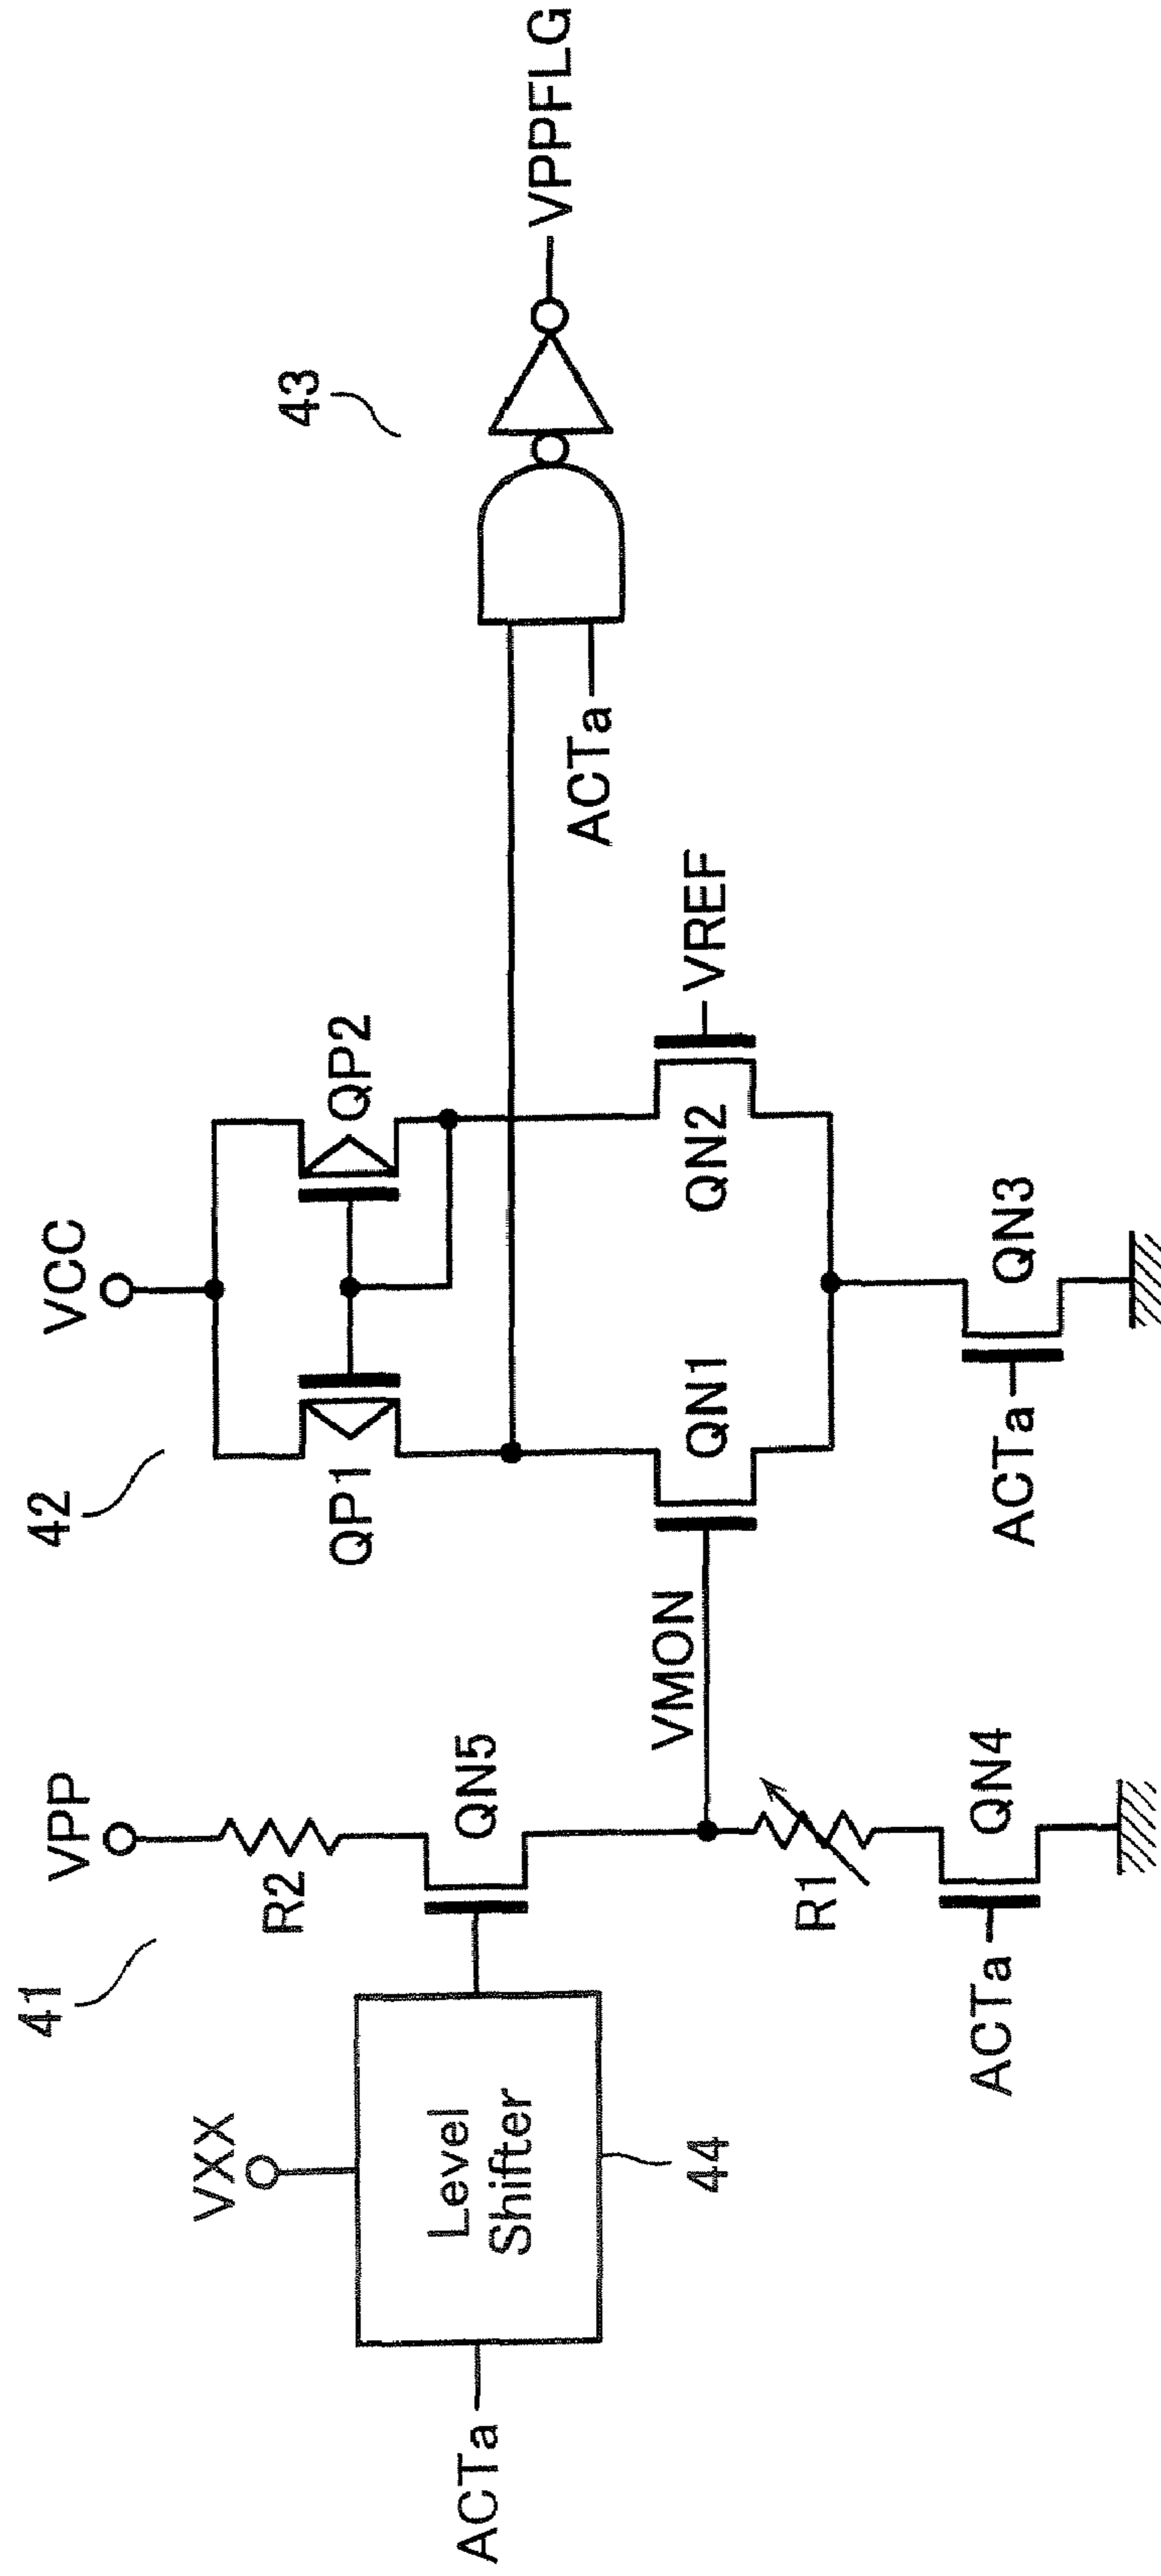 41
42
43
VPP
VCC
VXX
R2
QN5
QP1
QP2
Level
Shifter
44
ACTa
VMON
QN1
QN2
VREF
ACTa
VPPFLG
R1
QN4
ACTa
QN3
ACTa